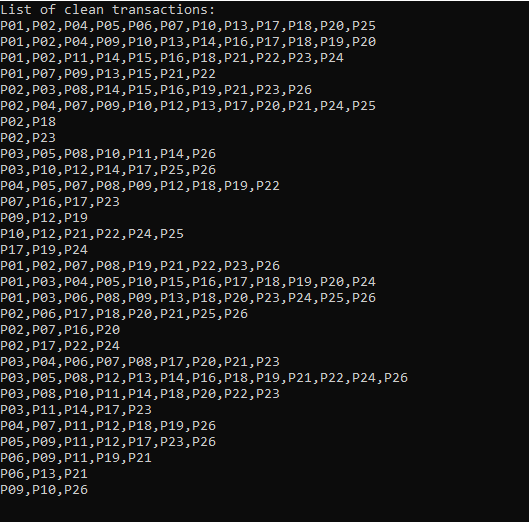 List of clean transactions:
P01,P02,P04,P05,P06,P07,P10,P13,P17,P18,P20,P25
P01,P02,P04,P09,P10,P13,P14,P16,P17,P18,P19,P20
P01,P02,P11,P14,P15,P16,P18,P21,P22,P23,P24
P01,P07,P09,P13,P15,P21,P22
P02,P03,P08,P14,P15,P16,P19,P21,P23,P26
P02,P04,P07,P09,P10,P12,P13,P17,P20,P21,P24,P25
P02,P18
P02,P23
P03,P05,P08,P10,P11,P14,P26
P03,P10,P12,P14,P17,P25,P26
P04,P05,P07,P08,P09,P12,P18,P19,P22
P07,P16,P17,P23
P09,P12,P19
P10,P12,P21,P22,P24,P25
P17,P19,P24
P01,P02,P07,P08,P19,P21,P22,P23,P26
P01,P03,P04,P05,P10,P15,P16,P17,P18,P19,P20,P24
P01,P03,P06,P08,P09,P13,P18,P20,P23,P24,P25,P26
P02,P06,P17,P18,P20,P21,P25,P26
P02,P07,P16,P20
P02,P17,P22,P24
P03,P04,P06,P07,P08,P17,P20,P21,P23
P03,P05,P08,P12,P13,P14,P16,P18,P19,P21,P22,P24,P26
P03,P08,P10,P11,P14,P18,P20,P22,P23
P03,P11,P14,P17,P23
P04,P07,P11,P12,P18,P19,P26
P05,P09,P11,P12,P17,P23,P26
P06,P09,P11,P19,P21
P06,P13,P21
P09,P10,P26